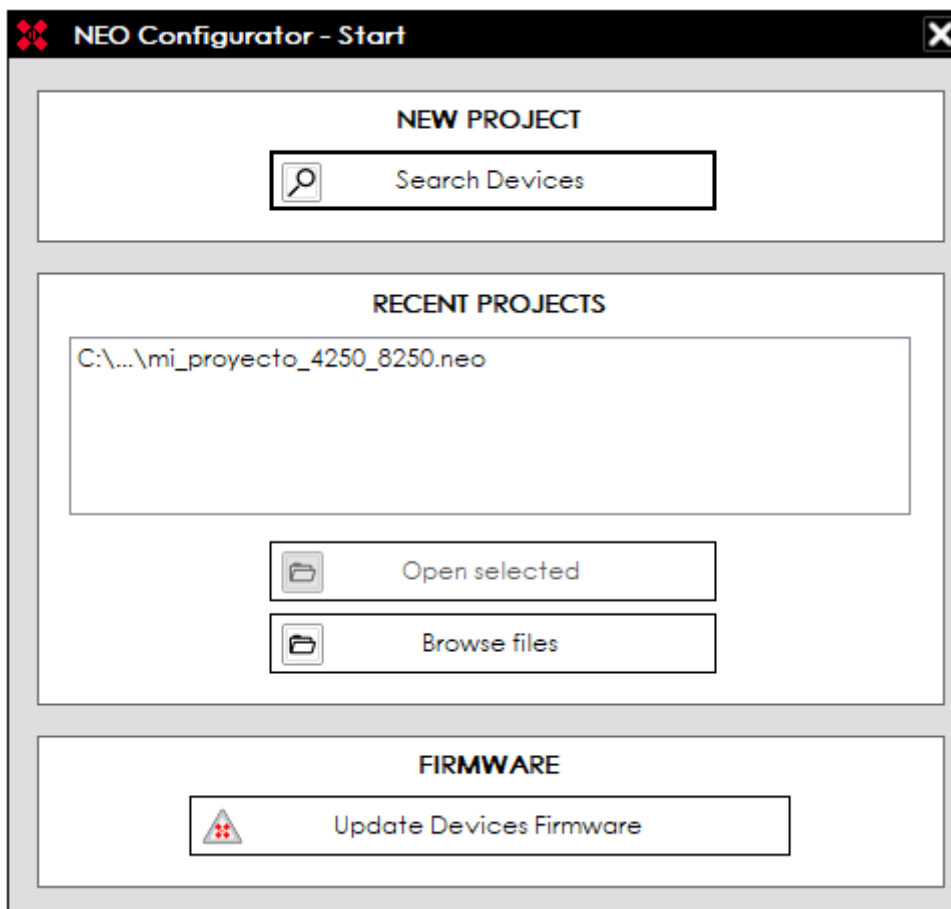 NEO Configurator - Start
NEW PROJECT
Search Devices
RECENT PROJECTS
C:\...\mi_proyecto_4250_8250.neo
Open selected
Browse files
FIRMWARE
Update Devices Firmware